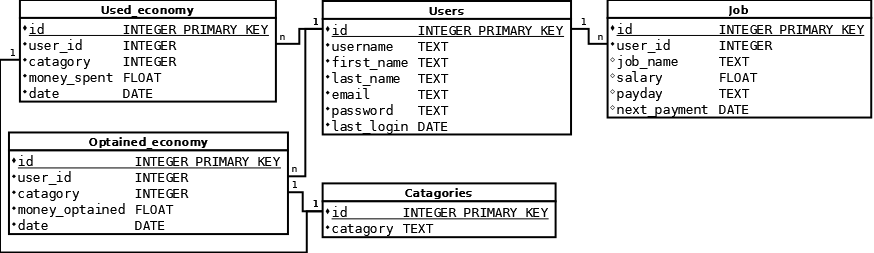 Used_economy
id INTEGER PRIMARY KEY
user_id INTEGER
catagory INTEGER
money_spent FLOAT
date DATE
1
n
Users
1
id INTEGER PRIMARY KEY
username TEXT
first_name TEXT
last_name TEXT
email TEXT
password TEXT
last_login DATE
1
n
Job
id INTEGER PRIMARY KEY
user_id INTEGER
job_name TEXT
salary FLOAT
payday TEXT
next_payment DATE
Optained_economy
id INTEGER PRIMARY KEY
user_id INTEGER
catagory INTEGER
money_optained FLOAT
date DATE
n
1
Catagories
1
id INTEGER PRIMARY KEY
catagory TEXT